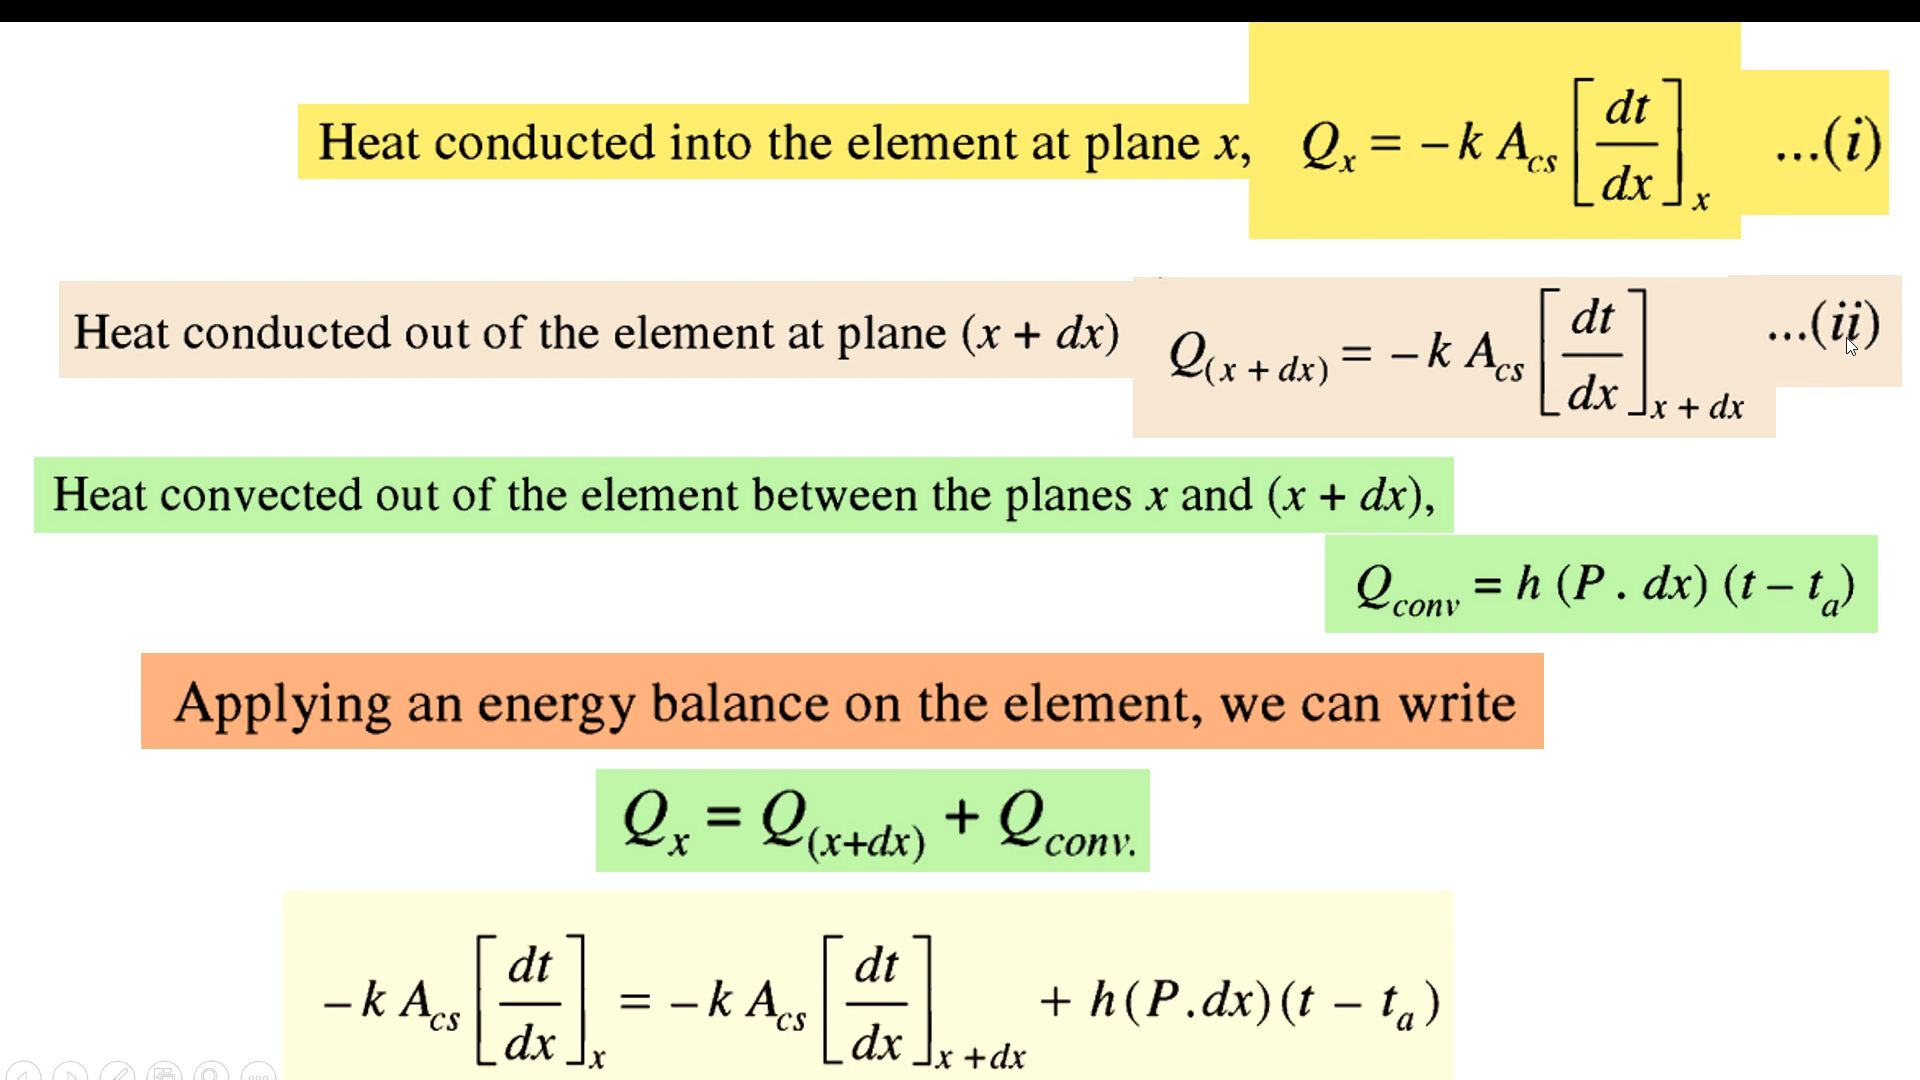 Heat conducted into the element at plane x, Q_x = – k A_cs [dt/dx]_x ...(i)
Heat conducted out of the element at plane (x + dx) Q_(x + dx) = – k A_cs [dt/dx]_x + dx ...(ii)
Heat convected out of the element between the planes x and (x + dx),
Q_conv = h (P . dx) (t – t_a)
Applying an energy balance on the element, we can write
Q_x = Q_(x+dx) + Q_conv.
– k A_cs [dt/dx]_x = – k A_cs [dt/dx]_x +dx + h(P.dx)(t – t_a)